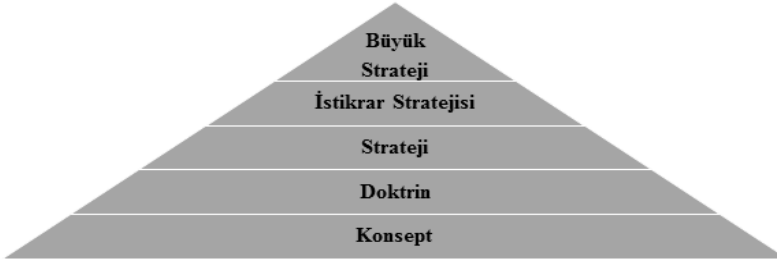 Büyük
Strateji
İstikrar Stratejisi
Strateji
Doktrin
Konsept